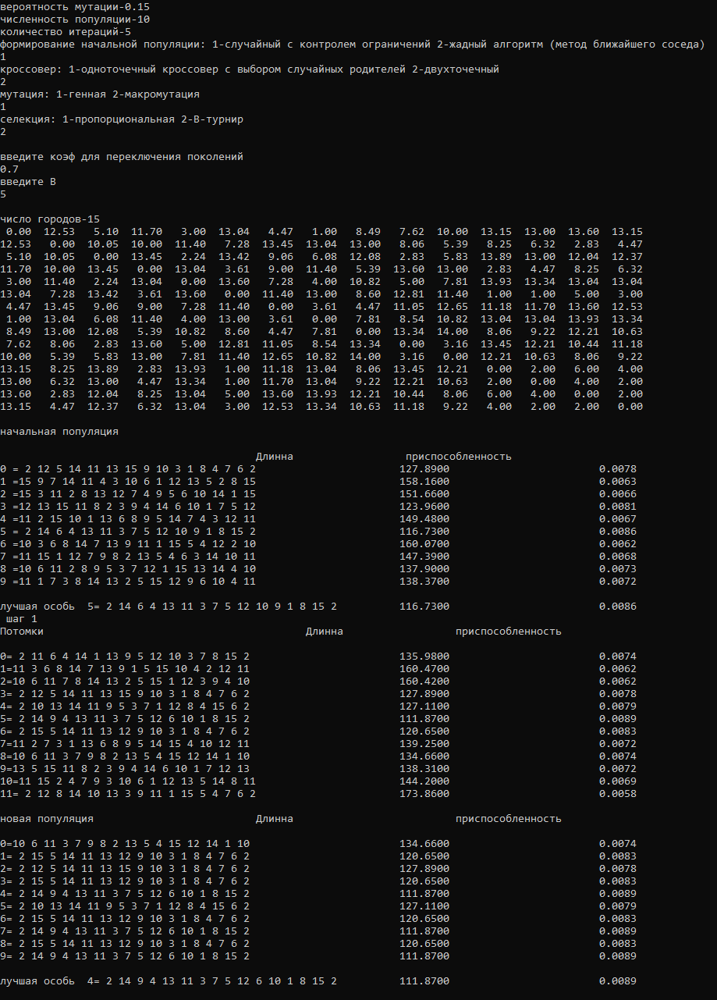 вероятность мутации-0.15
численность популяции-10
количество итераций-5
формирование начальной популяции: 1-случайный с контролем ограничений 2-жадный алгоритм (метод ближайшего соседа)
1
кроссовер: 1-одноточечный кроссовер с выбором случайных родителей 2-двухточечный
2
мутация: 1-генная 2-макромутация
1
селекция: 1-пропорциональная 2-B-турнир
2
введите коэф для переключения поколений
0.7
введите B
5
число городов-15
0.00 12.53 5.10 11.70 3.00 13.04 4.47 1.00 8.49 7.62 10.00 13.15 13.00 13.60 13.15
12.53 0.00 10.05 10.00 11.40 7.28 13.45 13.04 13.00 8.06 5.39 8.25 6.32 2.83 4.47
5.10 10.05 0.00 13.45 2.24 13.42 9.06 6.08 12.08 2.83 5.83 13.89 13.00 12.04 12.37
11.70 10.00 13.45 0.00 13.04 3.61 9.00 11.40 5.39 13.60 13.00 2.83 4.47 8.25 6.32
3.00 11.40 2.24 13.04 0.00 13.60 7.28 4.00 10.82 5.00 7.81 13.93 13.34 13.04 13.04
13.04 7.28 13.42 3.61 13.60 0.00 11.40 13.00 8.60 12.81 11.40 1.00 1.00 5.00 3.00
4.47 13.45 9.06 9.00 7.28 11.40 0.00 3.61 4.47 11.05 12.65 11.18 11.70 13.60 12.53
1.00 13.04 6.08 11.40 4.00 13.00 3.61 0.00 7.81 8.54 10.82 13.04 13.04 13.93 13.34
8.49 13.00 12.08 5.39 10.82 8.60 4.47 7.81 0.00 13.34 14.00 8.06 9.22 12.21 10.63
7.62 8.06 2.83 13.60 5.00 12.81 11.05 8.54 13.34 0.00 3.16 13.45 12.21 10.44 11.18
10.00 5.39 5.83 13.00 7.81 11.40 12.65 10.82 14.00 3.16 0.00 12.21 10.63 8.06 9.22
13.15 8.25 13.89 2.83 13.93 1.00 11.18 13.04 8.06 13.45 12.21 0.00 2.00 6.00 4.00
13.00 6.32 13.00 4.47 13.34 1.00 11.70 13.04 9.22 12.21 10.63 2.00 0.00 4.00 2.00
13.60 2.83 12.04 8.25 13.04 5.00 13.60 13.93 12.21 10.44 8.06 6.00 4.00 0.00 2.00
13.15 4.47 12.37 6.32 13.04 3.00 12.53 13.34 10.63 11.18 9.22 4.00 2.00 2.00 0.00
начальная популяция
Длинна приспособленность
0 = 2 12 5 14 11 13 15 9 10 3 1 8 4 7 6 2 127.8900 0.0078
1 =15 9 7 14 11 4 3 10 6 1 12 13 5 2 8 15 158.1600 0.0063
2 =15 3 11 2 8 13 12 7 4 9 5 6 10 14 1 15 151.6600 0.0066
3 =12 13 15 11 8 2 3 9 4 14 6 10 1 7 5 12 123.9600 0.0081
4 =11 2 15 10 1 13 6 8 9 5 14 7 4 3 12 11 149.4800 0.0067
5 = 2 14 6 4 13 11 3 7 5 12 10 9 1 8 15 2 116.7300 0.0086
6 =10 3 6 8 14 7 13 9 11 1 15 5 4 12 2 10 160.0700 0.0062
7 =11 15 1 12 7 9 8 2 13 5 4 6 3 14 10 11 147.3900 0.0068
8 =10 6 11 2 8 9 5 3 7 12 1 15 13 14 4 10 137.9000 0.0073
9 =11 1 7 3 8 14 13 2 5 15 12 9 6 10 4 11 138.3700 0.0072
лучшая особь 5= 2 14 6 4 13 11 3 7 5 12 10 9 1 8 15 2 116.7300 0.0086
шаг 1
Потомки Длинна приспособленность
0= 2 11 6 4 14 1 13 9 5 12 10 3 7 8 15 2 135.9800 0.0074
1=11 3 6 8 14 7 13 9 1 5 15 10 4 2 12 11 160.4700 0.0062
2=10 6 11 7 8 14 13 2 5 15 1 12 3 9 4 10 160.4200 0.0062
3= 2 12 5 14 11 13 15 9 10 3 1 8 4 7 6 2 127.8900 0.0078
4= 2 10 13 14 11 9 5 3 7 1 12 8 4 15 6 2 127.1100 0.0079
5= 2 14 9 4 13 11 3 7 5 12 6 10 1 8 15 2 111.8700 0.0089
6= 2 15 5 14 11 13 12 9 10 3 1 8 4 7 6 2 120.6500 0.0083
7=11 2 7 3 1 13 6 8 9 5 14 15 4 10 12 11 139.2500 0.0072
8=10 6 11 3 7 9 8 2 13 5 4 15 12 14 1 10 134.6600 0.0074
9=13 5 15 11 8 2 3 9 4 14 6 10 1 7 12 13 138.3100 0.0072
10=11 15 2 4 7 9 3 10 6 1 12 13 5 14 8 11 144.2000 0.0069
11= 2 12 8 14 10 13 3 9 11 1 15 5 4 7 6 2 173.8600 0.0058
новая популяция Длинна приспособленность
0=10 6 11 3 7 9 8 2 13 5 4 15 12 14 1 10 134.6600 0.0074
1= 2 15 5 14 11 13 12 9 10 3 1 8 4 7 6 2 120.6500 0.0083
2= 2 12 5 14 11 13 15 9 10 3 1 8 4 7 6 2 127.8900 0.0078
3= 2 15 5 14 11 13 12 9 10 3 1 8 4 7 6 2 120.6500 0.0083
4= 2 14 9 4 13 11 3 7 5 12 6 10 1 8 15 2 111.8700 0.0089
5= 2 10 13 14 11 9 5 3 7 1 12 8 4 15 6 2 127.1100 0.0079
6= 2 15 5 14 11 13 12 9 10 3 1 8 4 7 6 2 120.6500 0.0083
7= 2 14 9 4 13 11 3 7 5 12 6 10 1 8 15 2 111.8700 0.0089
8= 2 15 5 14 11 13 12 9 10 3 1 8 4 7 6 2 120.6500 0.0083
9= 2 14 9 4 13 11 3 7 5 12 6 10 1 8 15 2 111.8700 0.0089
лучшая особь 4= 2 14 9 4 13 11 3 7 5 12 6 10 1 8 15 2 111.8700 0.0089